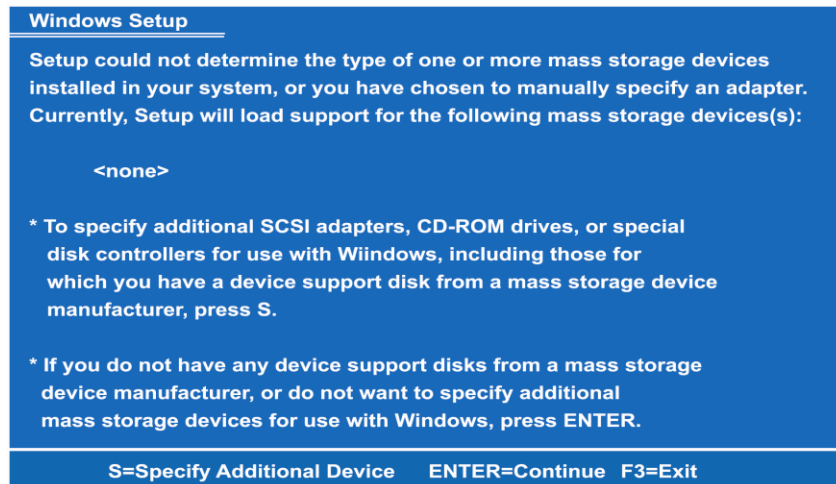 Windows Setup
Setup could not determine the type of one or more mass storage devices
installed in your system, or you have chosen to manually specify an adapter.
Currently, Setup will load support for the following mass storage devices(s):
<none>
* To specify additional SCSI adapters, CD-ROM drives, or special
disk controllers for use with Wiindows, including those for
which you have a device support disk from a mass storage device
manufacturer, press S.
* If you do not have any device support disks from a mass storage
device manufacturer, or do not want to specify additional
mass storage devices for use with Windows, press ENTER.
S=Specify Additional Device ENTER=Continue F3=Exit